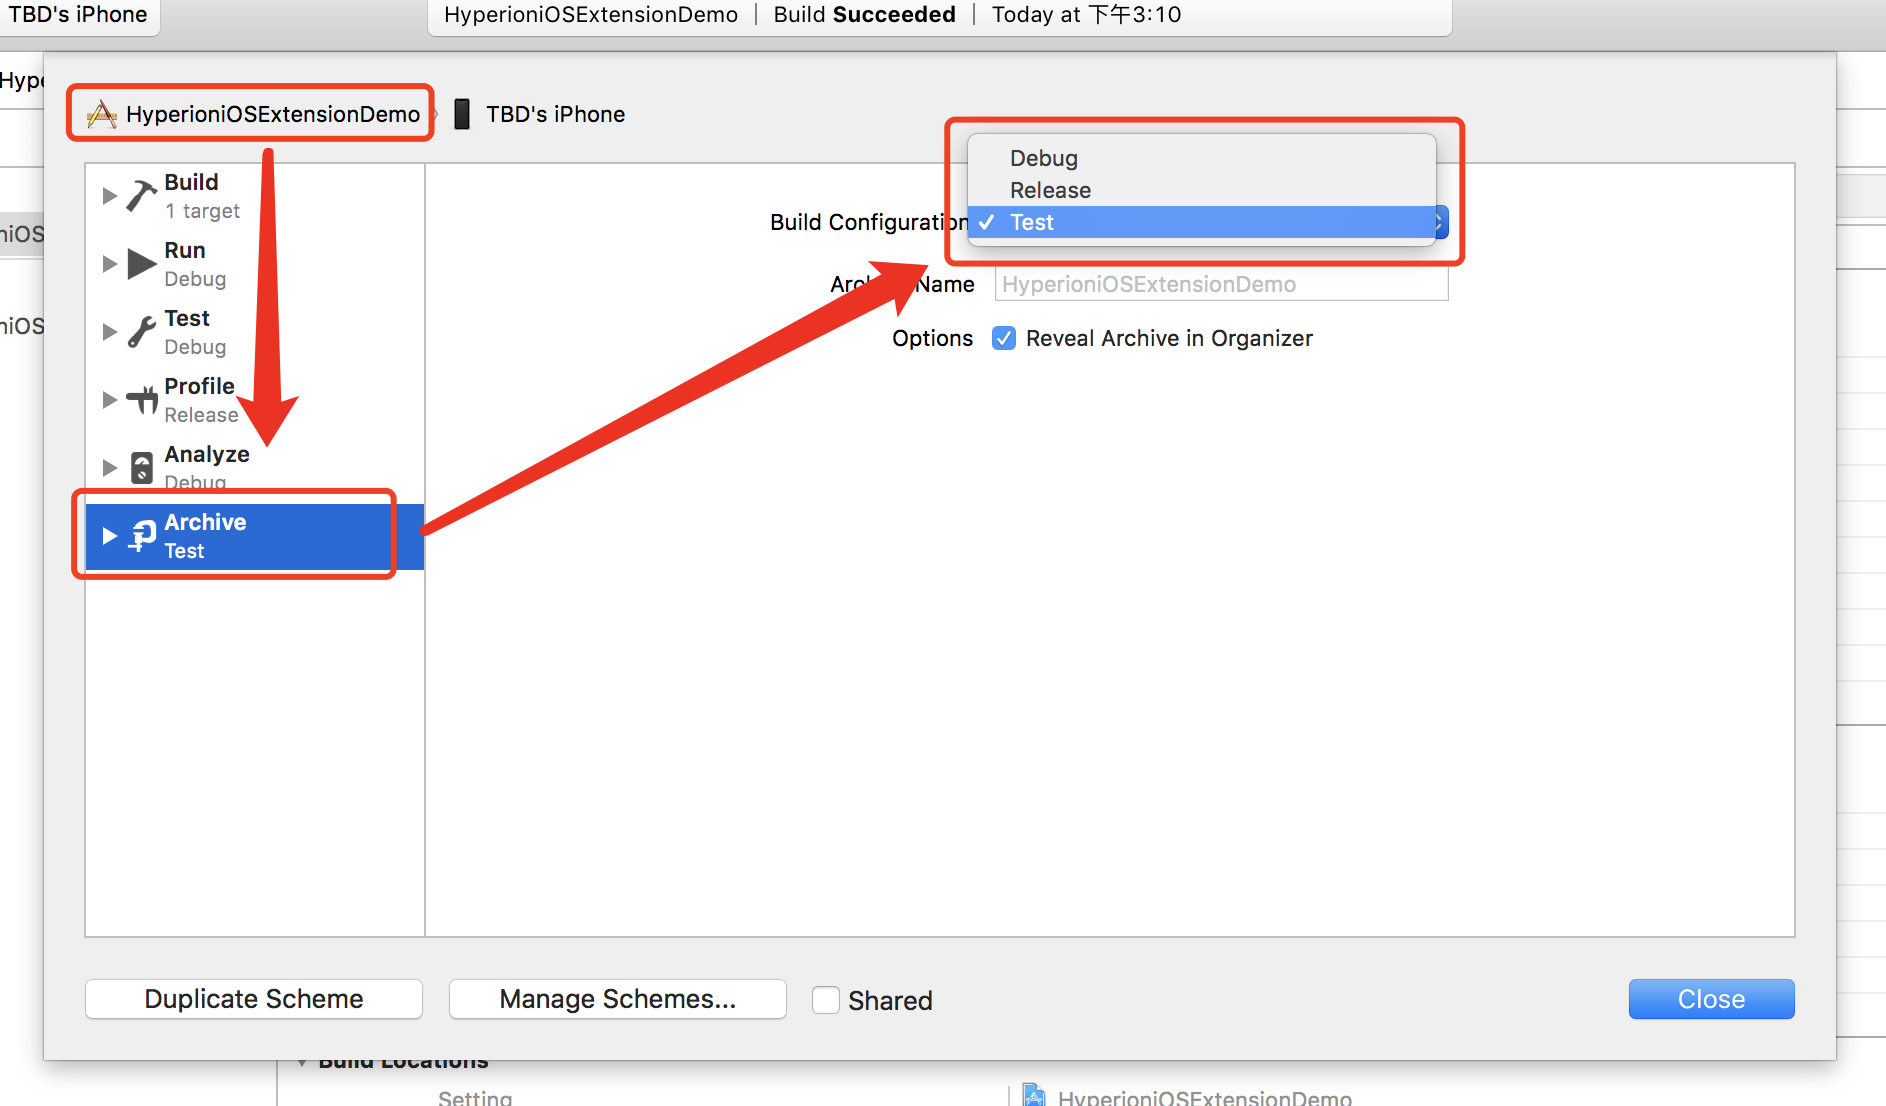 TBD's iPhone
HyperioniOSExtensionDemo | Build Succeeded | Today at 下午3:10
Hype
HyperioniOSExtensionDemo
TBD's iPhone
Build
1 target
Run
Debug
Test
Debug
Profile
Release
Analyze
Debug
Archive
Test
Debug
Release
Build Configuration
Test
Name
HyperioniOSExtensionDemo
Options
Reveal Archive in Organizer
niOS
niOS
Duplicate Scheme
Manage Schemes...
Shared
Close
Build Locations
Setting
HyperioniOSExtensionDemo